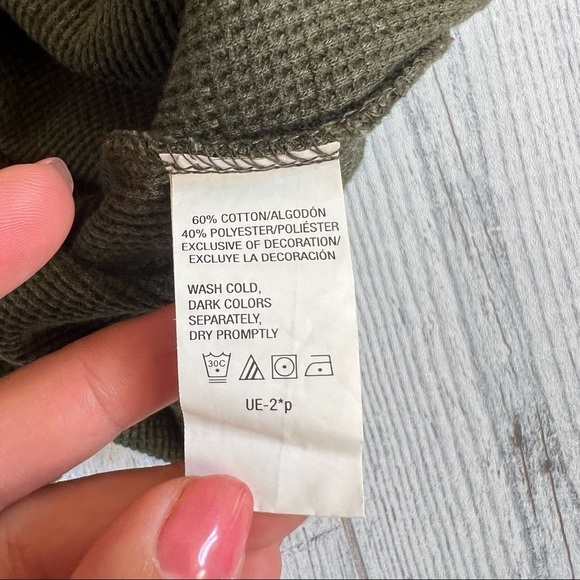 60% COTTON/ALGODÓN
40% POLYESTER/POLIÉSTER
EXCLUSIVE OF DECORATION/
EXCLUYE LA DECORACIÓN
WASH COLD,
DARK COLORS
SEPARATELY,
DRY PROMPTLY
30C
UE-2*p